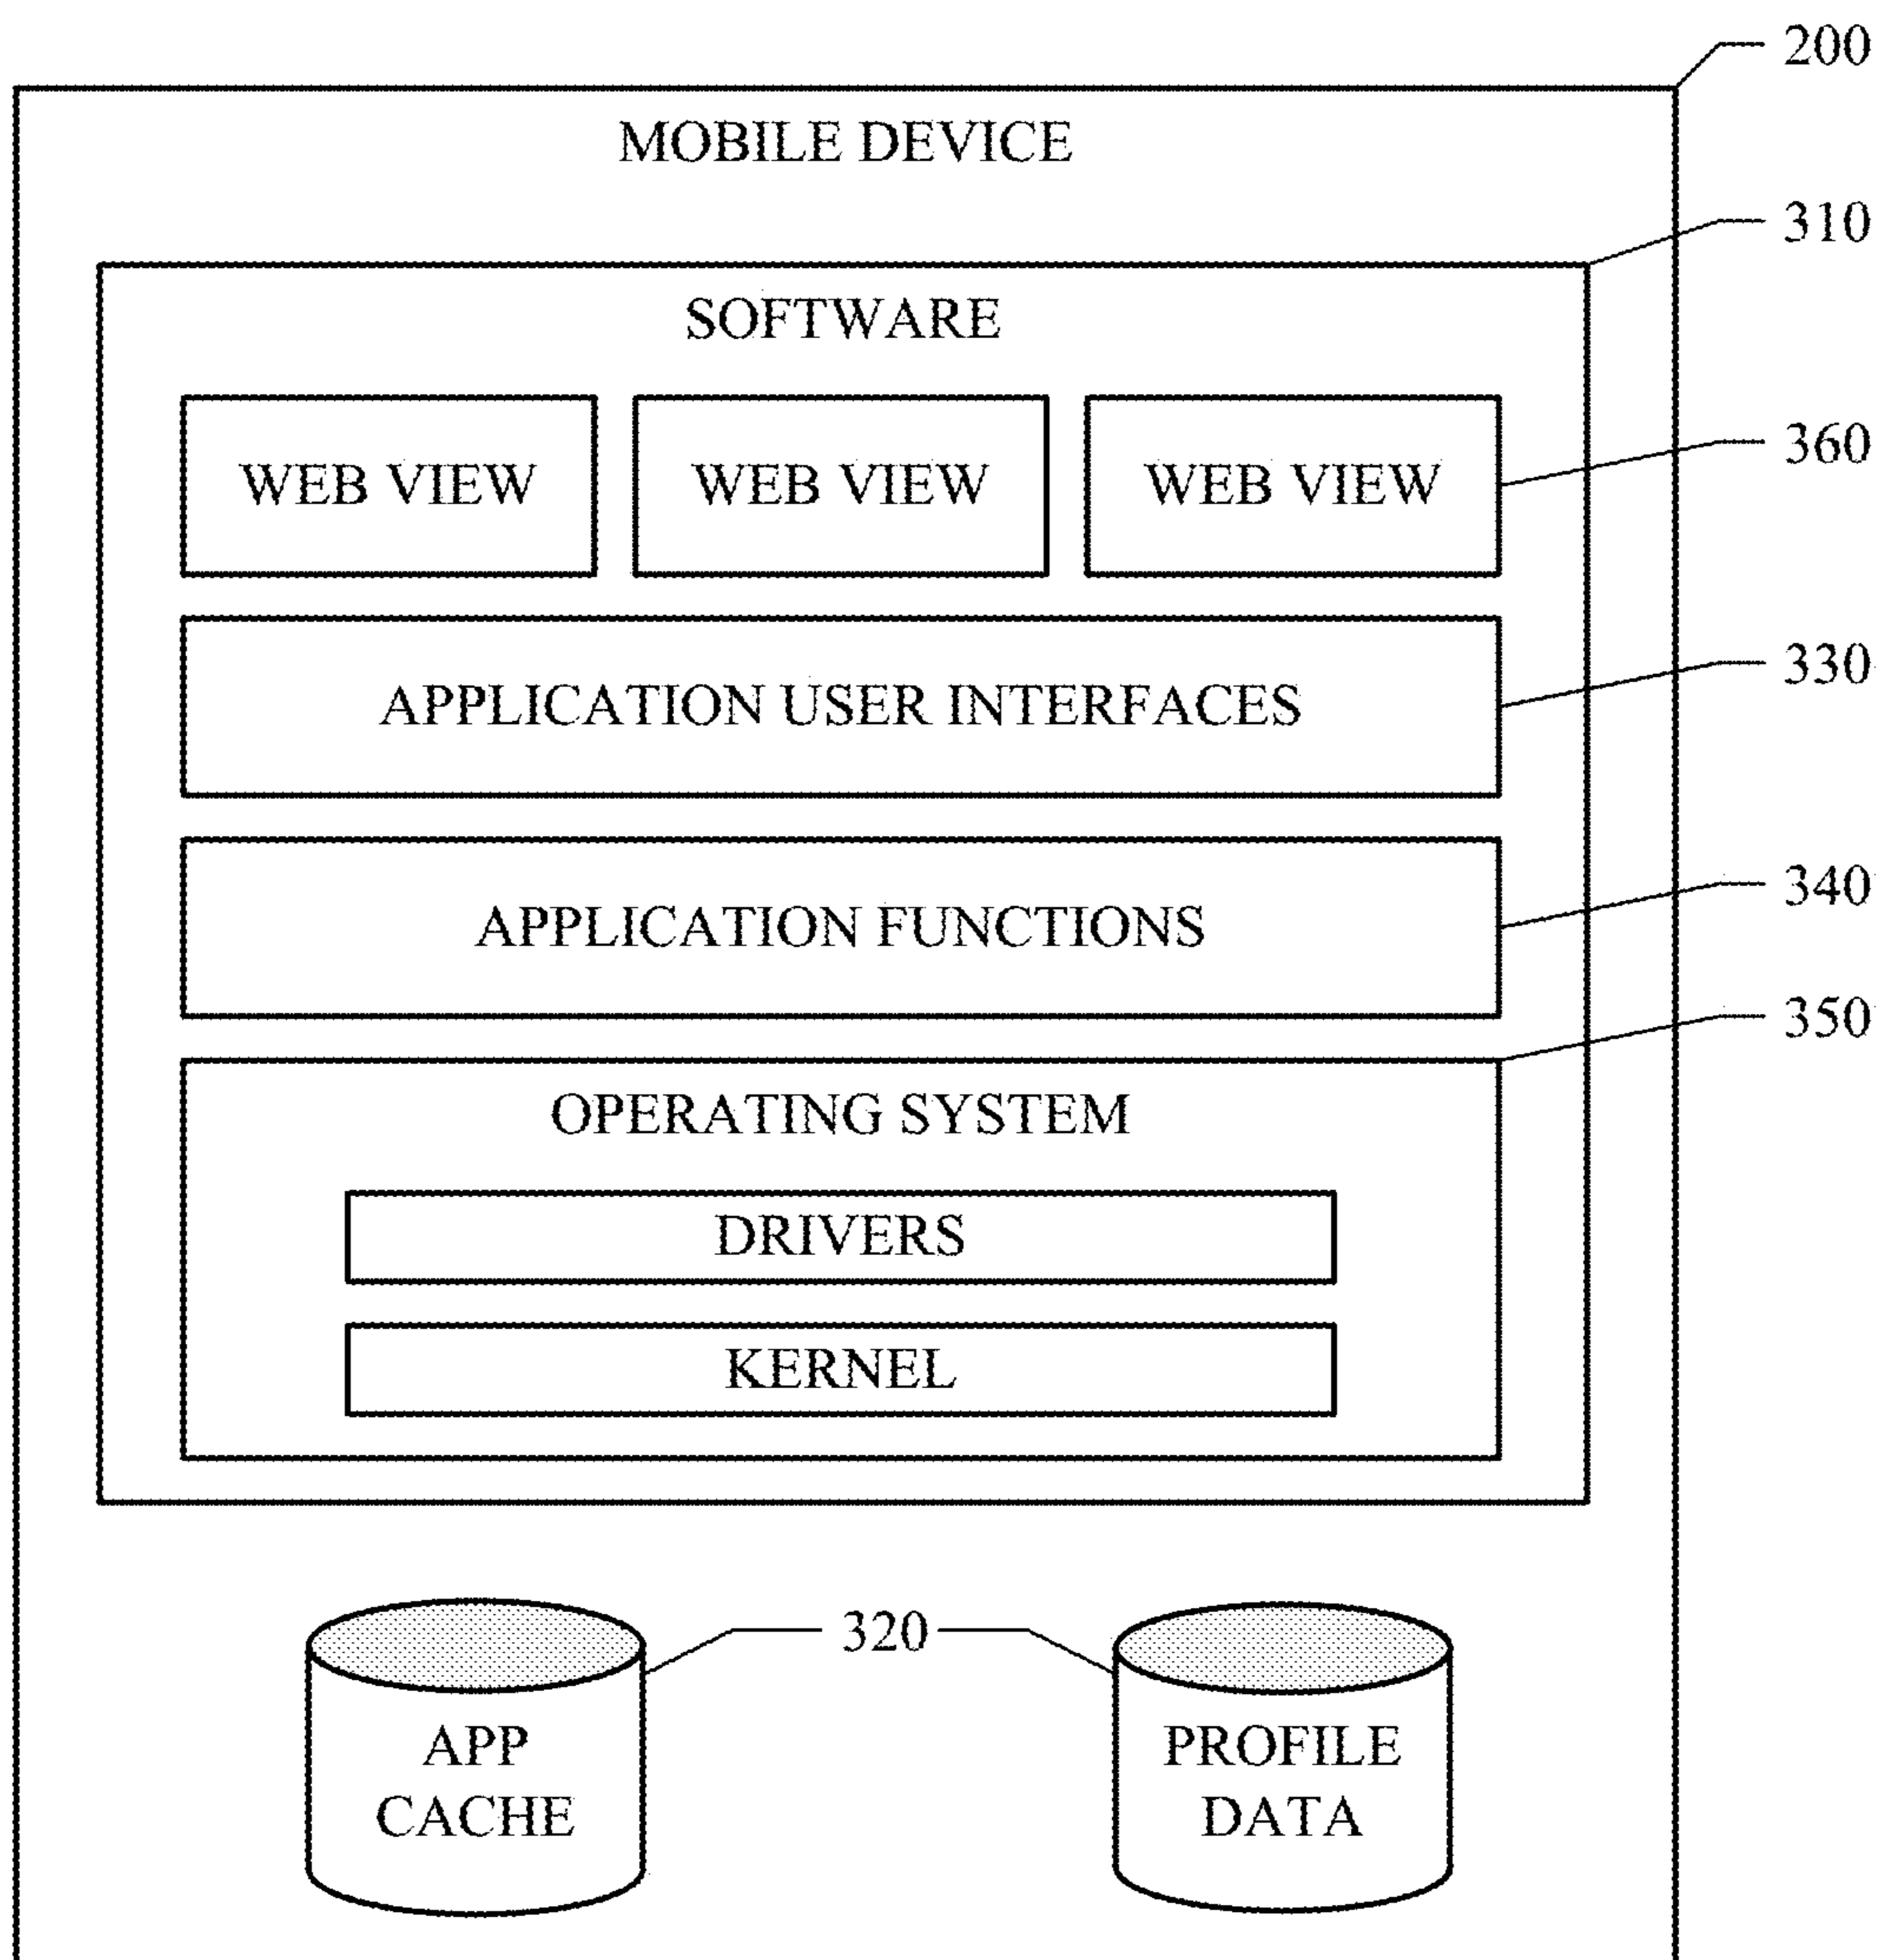 200
MOBILE DEVICE
310
SOFTWARE
360
WEB VIEW WEB VIEW WEB VIEW
330
APPLICATION USER INTERFACES
340
APPLICATION FUNCTIONS
350
OPERATING SYSTEM
DRIVERS
KERNEL
320
APP
CACHE
PROFILE
DATA